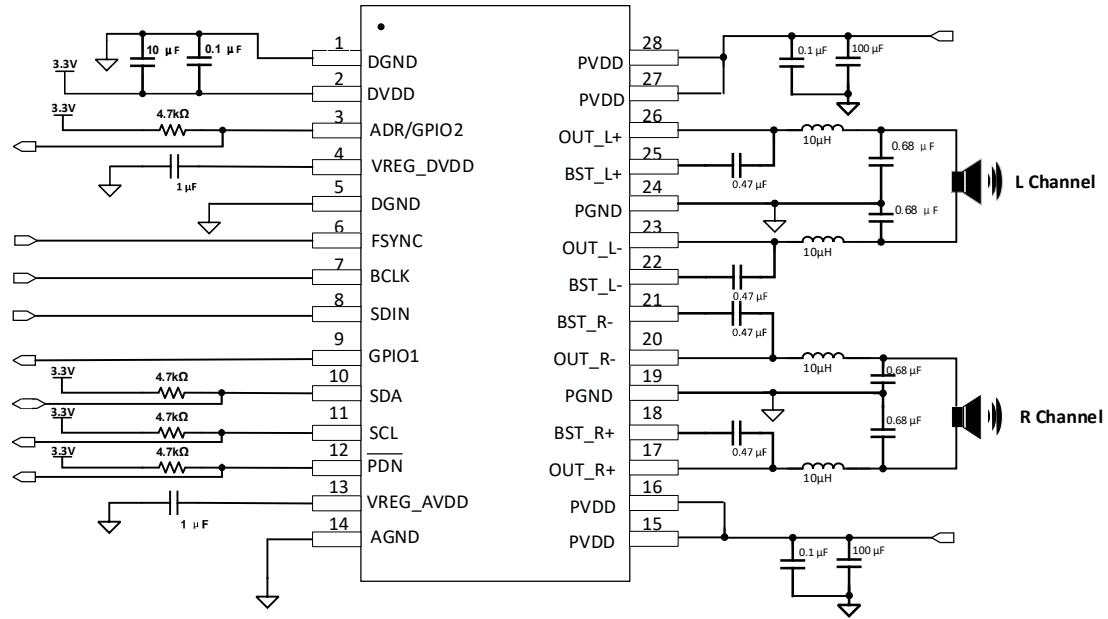 10 μF
0.1 μF
3.3V
3.3V
4.7kΩ
1 μF
3.3V
4.7kΩ
3.3V
4.7kΩ
3.3V
4.7kΩ
1 μF
1
DGND
2
DVDD
3
ADR/GPIO2
4
VREG_DVDD
5
DGND
6
FSYNC
7
BCLK
8
SDIN
9
GPIO1
10
SDA
11
SCL
12
PDN
13
VREG_AVDD
14
AGND
28
PVDD
27
PVDD
26
OUT_L+
25
BST_L+
24
PGND
23
OUT_L-
22
BST_L-
21
BST_R-
20
OUT_R-
19
PGND
18
BST_R+
17
OUT_R+
16
PVDD
15
PVDD
0.1 μF
100 μF
10μH
0.47 μF
0.68 μF
0.68 μF
10μH
0.47 μF
L Channel
0.47 μF
10μH
0.68 μF
0.68 μF
0.47 μF
10μH
R Channel
0.1 μF
100 μF